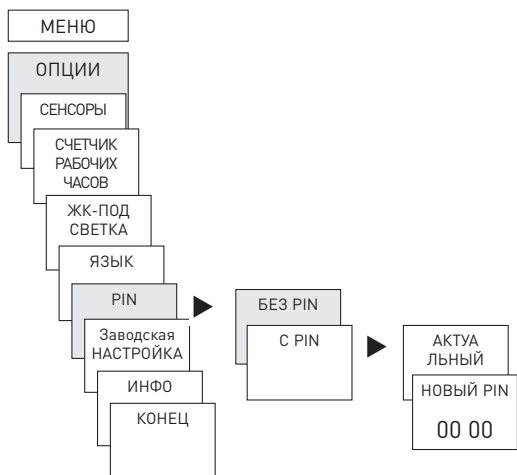 МЕНЮ
ОПЦИИ
СЕНСОРЫ
СЧЕТЧИК
РАБОЧИХ
ЧАСОВ
ЖК-ПОД
СВЕТКА
ЯЗЫК
PIN
Заводская
НАСТРОЙКА
ИНФО
КОНЕЦ
БЕЗ PIN
С PIN
АКТУА
ЛЬНЫЙ
НОВЫЙ PIN
00 00